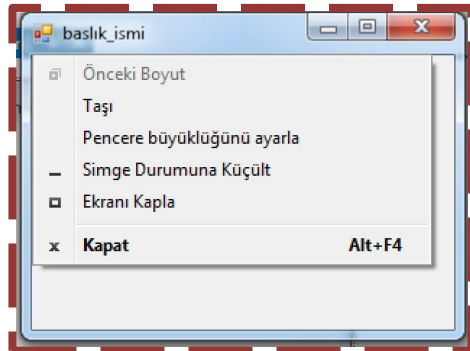 baslık_ismi
Önceki Boyut
Taşı
Pencere büyüklüğünü ayarla
Simge Durumuna Küçült
Ekranı Kapla
Kapat Alt+F4